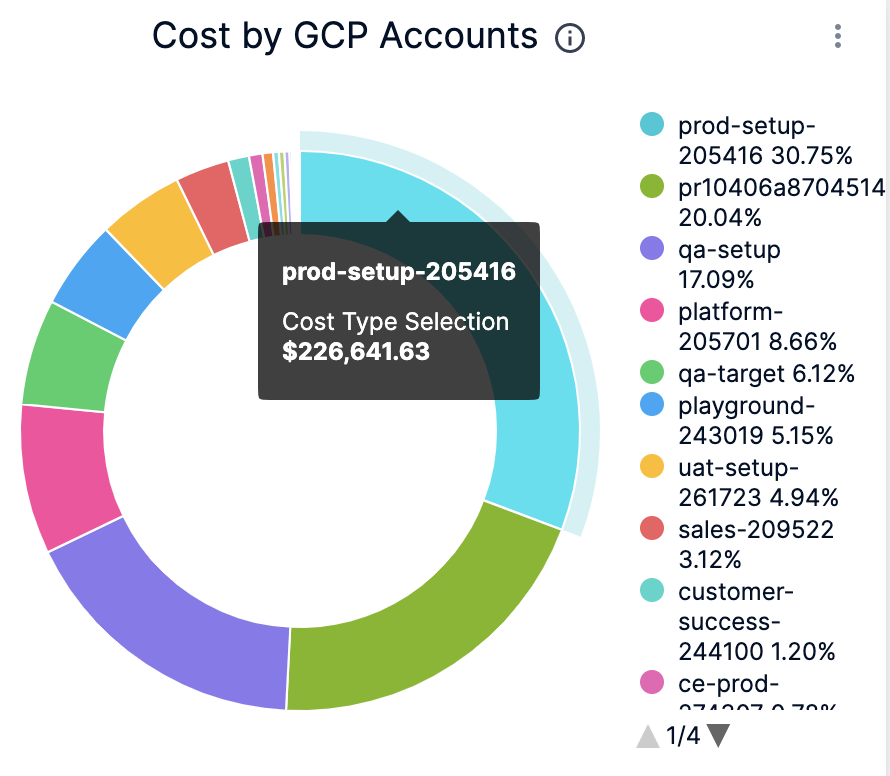 Cost by GCP Accounts
prod-setup-205416
Cost Type Selection
$226,641.63
prod-setup-
205416 30.75%
pr10406a8704514
20.04%
qa-setup
17.09%
platform-
205701 8.66%
qa-target 6.12%
playground-
243019 5.15%
uat-setup-
261723 4.94%
sales-209522
3.12%
customer-
success-
244100 1.20%
ce-prod-
1/4